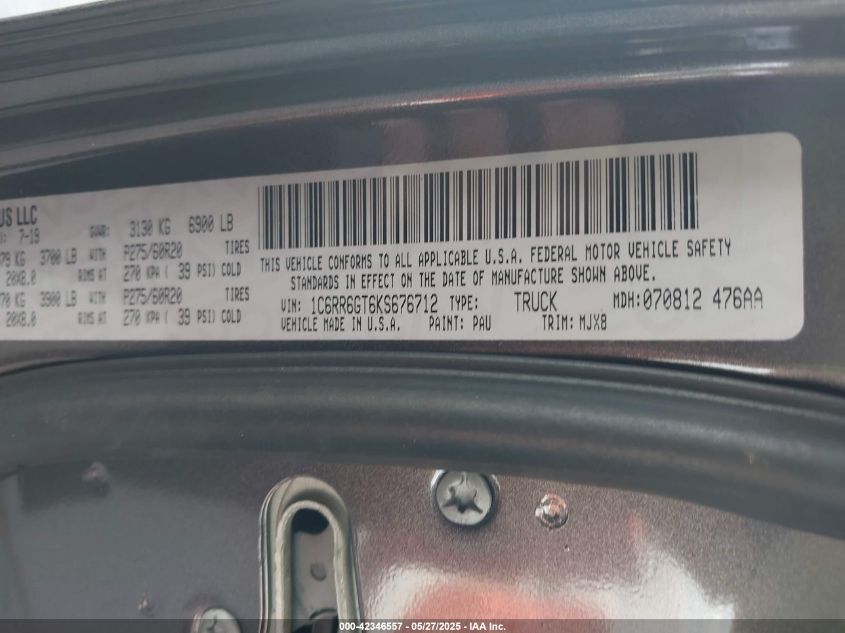 US LLC
7-19 GVWR: 3130 KG 6900 LB
79 KG 3700 LB WITH P275/60R20 TIRES
20X8.0 RIMS AT 270 KPA ( 39 PSI) COLD
70 KG 3900 LB WITH P275/60R20 TIRES
20X8.0 RIMS AT 270 KPA ( 39 PSI) COLD
THIS VEHICLE CONFORMS TO ALL APPLICABLE U.S.A. FEDERAL MOTOR VEHICLE SAFETY
STANDARDS IN EFFECT ON THE DATE OF MANUFACTURE SHOWN ABOVE.
VIN: 1C6RR6GT6KS676712 TYPE: TRUCK MDH:070812 476AA
VEHICLE MADE IN U.S.A. PAINT: PAU TRIM: MJX8
000-42346557 - 05/27/2025 - IAA Inc.